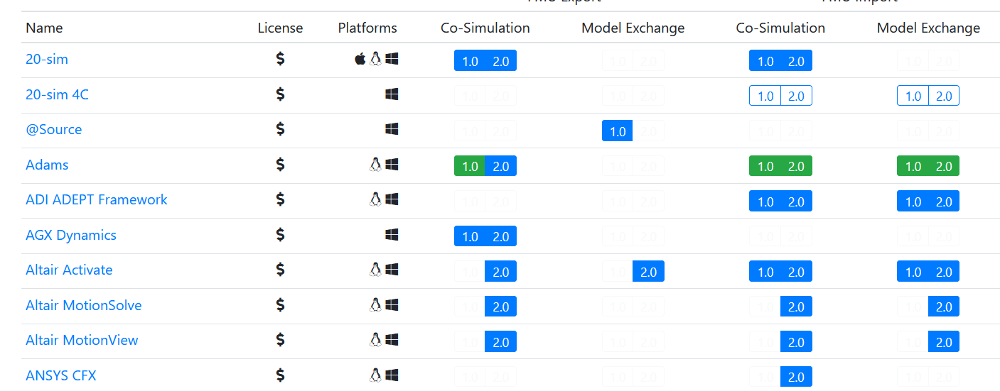 FMU Export FMU Import
Name License Platforms Co-Simulation Model Exchange Co-Simulation Model Exchange
20-sim $ 1.0 2.0 1.0 2.0 1.0 2.0 1.0 2.0
20-sim 4C $ 1.0 2.0 1.0 2.0 1.0 2.0 1.0 2.0
@Source $ 1.0 2.0 1.0 2.0 1.0 2.0 1.0 2.0
Adams $ 1.0 2.0 1.0 2.0 1.0 2.0 1.0 2.0
ADI ADEPT Framework $ 1.0 2.0 1.0 2.0 1.0 2.0 1.0 2.0
AGX Dynamics $ 1.0 2.0 1.0 2.0 1.0 2.0 1.0 2.0
Altair Activate $ 1.0 2.0 1.0 2.0 1.0 2.0 1.0 2.0
Altair MotionSolve $ 1.0 2.0 1.0 2.0 1.0 2.0 1.0 2.0
Altair MotionView $ 1.0 2.0 1.0 2.0 1.0 2.0 1.0 2.0
ANSYS CFX $ 1.0 2.0 1.0 2.0 1.0 2.0 1.0 2.0